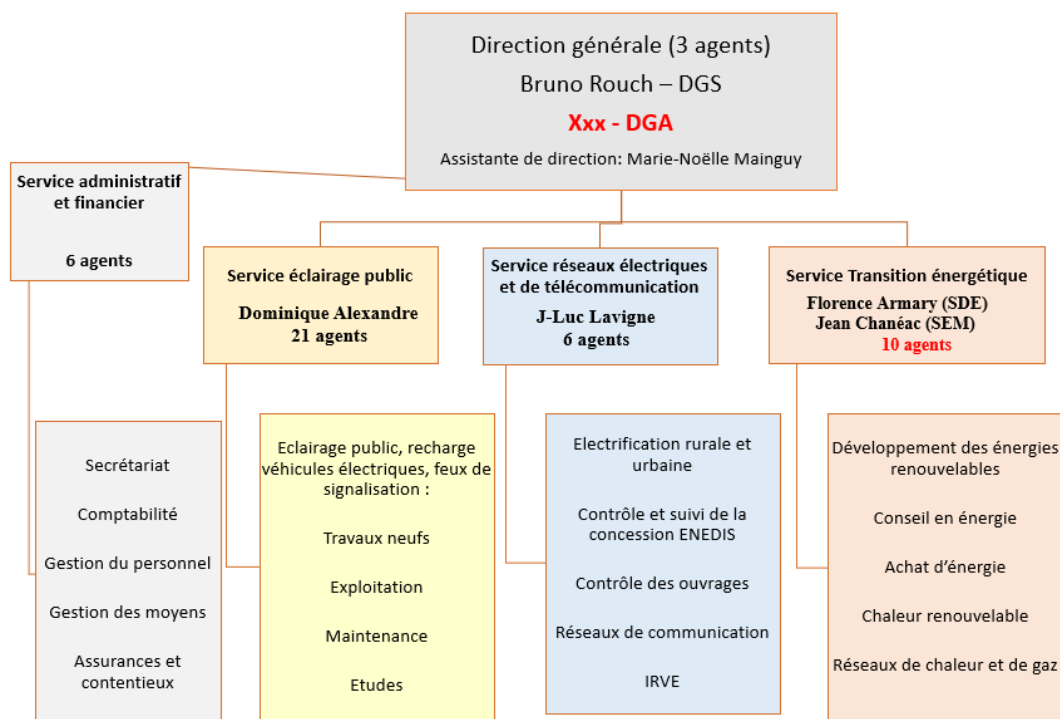 Direction générale (3 agents)
Bruno Rouch – DGS
Xxx - DGA
Assistante de direction: Marie-Noëlle Mainguy
Service administratif
et financier
6 agents
Service éclairage public
Dominique Alexandre
21 agents
Service réseaux électriques
et de télécommunication
J-Luc Lavigne
6 agents
Service Transition énergétique
Florence Armary (SDE)
Jean Chanéac (SEM)
10 agents
Secrétariat
Comptabilité
Gestion du personnel
Gestion des moyens
Assurances et
contentieux
Eclairage public, recharge
véhicules électriques, feux de
signalisation :
Travaux neufs
Exploitation
Maintenance
Etudes
Electrification rurale et
urbaine
Contrôle et suivi de la
concession ENEDIS
Contrôle des ouvrages
Réseaux de communication
IRVE
Développement des énergies
renouvelables
Conseil en énergie
Achat d’énergie
Chaleur renouvelable
Réseaux de chaleur et de gaz